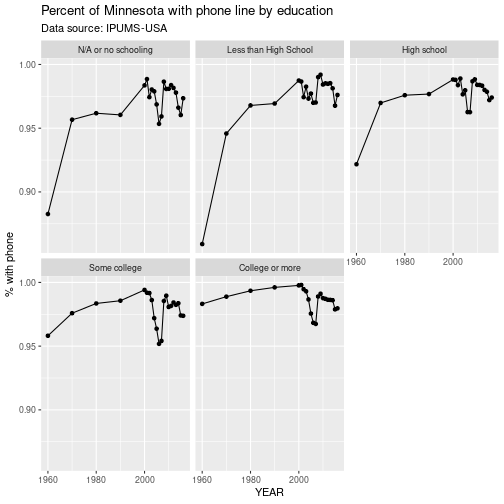 Percent of Minnesota with phone line by education
Data source: IPUMS-USA
N/A or no schooling
Less than High School
High school
1.00
0.95
0.90
1960 1980 2000
Some college
College or more
1.00
0.95
0.90
1960 1980 2000 1960 1980 2000
% with phone
YEAR